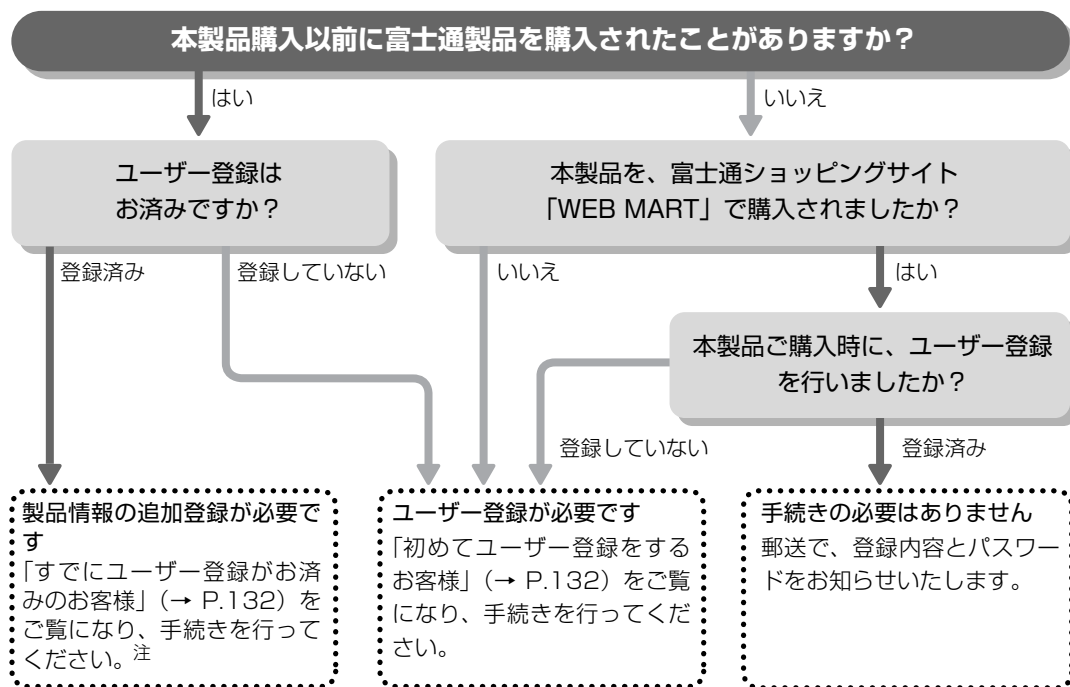 本製品購入以前に富士通製品を購入されたことがありますか？
はい
いいえ
ユーザー登録は
お済みですか？
本製品を、富士通ショッピングサイト
「WEB MART」で購入されましたか？
登録済み
登録していない
いいえ
はい
本製品ご購入時に、ユーザー登録
を行いましたか？
登録していない
登録済み
製品情報の追加登録が必要で
す
「すでにユーザー登録がお済
みのお客様」（→ P.132）を
ご覧になり、手続きを行って
ください。注
ユーザー登録が必要です
「初めてユーザー登録をする
お客様」（→ P.132）をご覧
になり、手続きを行ってくだ
さい。
手続きの必要はありません
郵送で、登録内容とパスワー
ドをお知らせいたします。